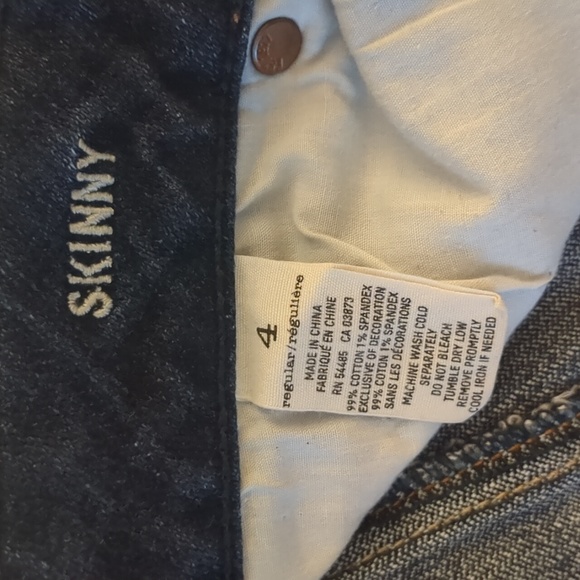 SKINNY
4
regular/régulière
MADE IN CHINA
FABRIQUÉ EN CHINE
RN 54485 CA 03873
99% COTTON 1% SPANDEX
EXCLUSIVE OF DECORATION
99% COTTON 1% SPANDEX
SANS LES DÉCORATIONS
MACHINE WASH COLD
SEPARATELY
DO NOT BLEACH
TUMBLE DRY LOW
REMOVE PROMPTLY
COOL IRON IF NEEDED